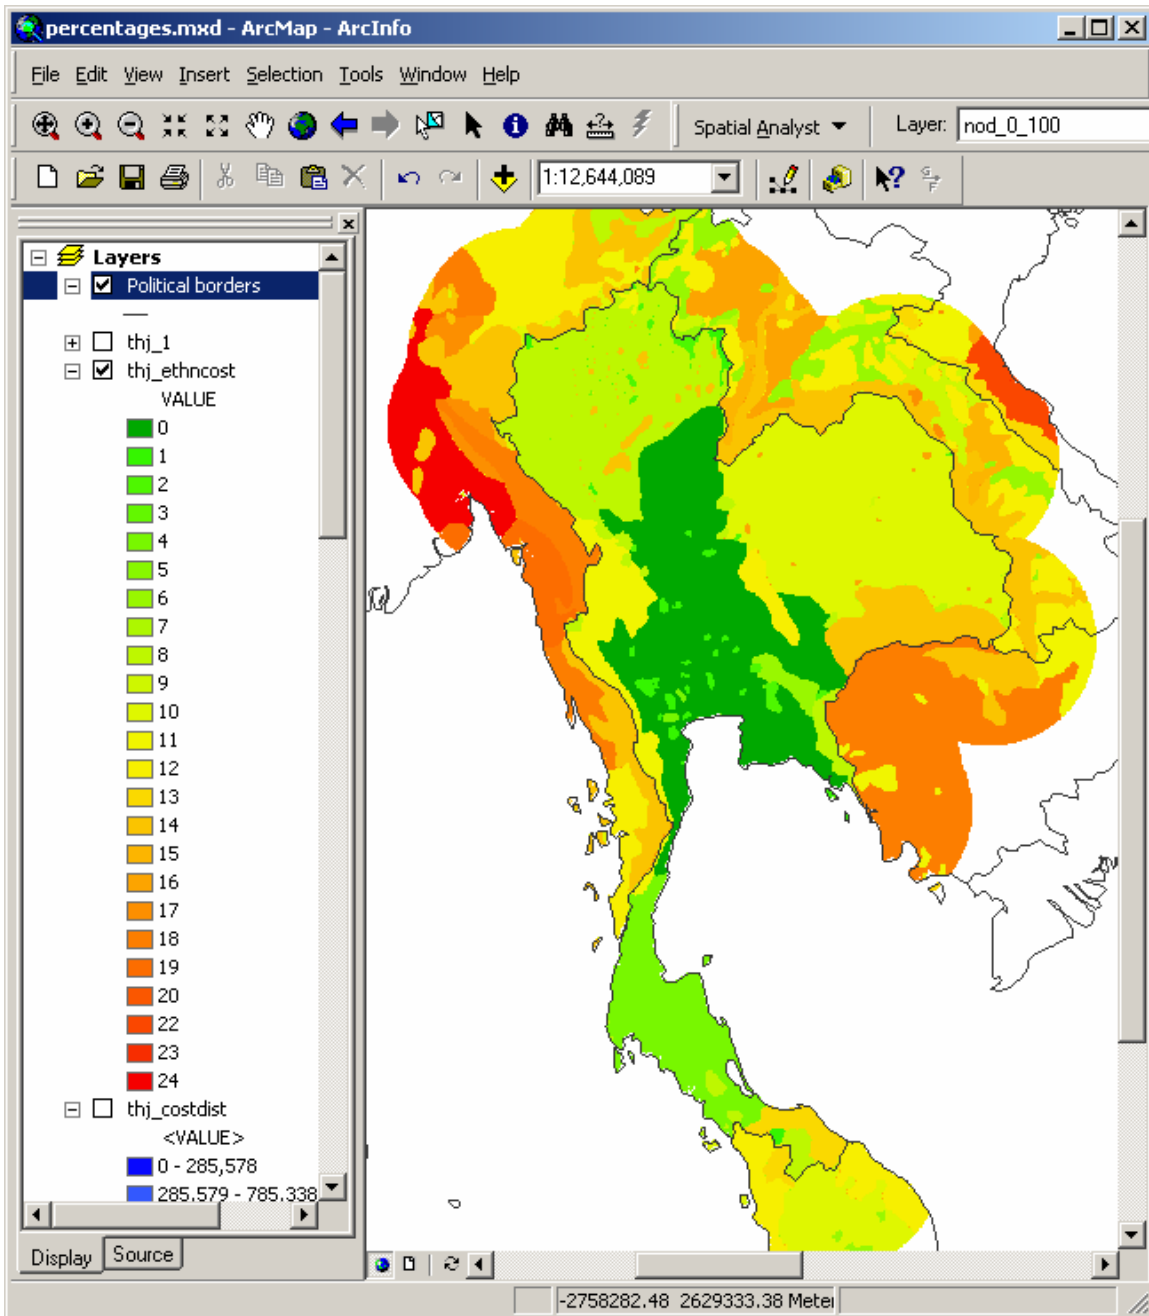 percentages.mxd - ArcMap - ArcInfo
File Edit View Insert Selection Tools Window Help
Spatial Analyst Layer: nod_0_100
1:12,644,089
Layers
Political borders
thj_1
thj_ethncost
VALUE
0
1
2
3
4
5
6
7
8
9
10
11
12
13
14
15
16
17
18
19
20
22
23
24
thj_costdist
<VALUE>
0 - 285,578
285,579 - 785,338
Display Source
-2758282.48 2629333.38 Meter